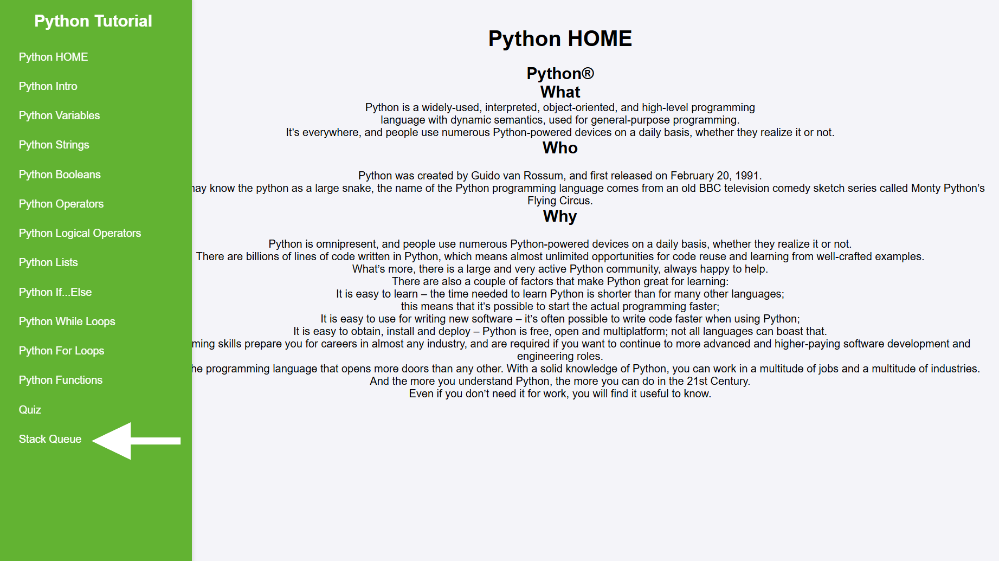 Python Tutorial
Python HOME
Python Intro
Python Variables
Python Strings
Python Booleans
Python Operators
Python Logical Operators
Python Lists
Python If...Else
Python While Loops
Python For Loops
Python Functions
Quiz
Stack Queue
Python HOME
Python®
What
Python is a widely-used, interpreted, object-oriented, and high-level programming
language with dynamic semantics, used for general-purpose programming.
It’s everywhere, and people use numerous Python-powered devices on a daily basis, whether they realize it or not.
Who
Python was created by Guido van Rossum, and first released on February 20, 1991.
know the python as a large snake, the name of the Python programming language comes from an old BBC television comedy sketch series called Monty Python’s
Flying Circus.
Why
Python is omnipresent, and people use numerous Python-powered devices on a daily basis, whether they realize it or not.
There are billions of lines of code written in Python, which means almost unlimited opportunities for code reuse and learning from well-crafted examples.
What’s more, there is a large and very active Python community, always happy to help.
There are also a couple of factors that make Python great for learning:
It is easy to learn – the time needed to learn Python is shorter than for many other languages;
this means that it’s possible to start the actual programming faster;
It is easy to use for writing new software – it’s often possible to write code faster when using Python;
It is easy to obtain, install and deploy – Python is free, open and multiplatform; not all languages can boast that.
skills prepare you for careers in almost any industry, and are required if you want to continue to more advanced and higher-paying software development and
engineering roles.
programming language that opens more doors than any other. With a solid knowledge of Python, you can work in a multitude of jobs and a multitude of industries.
And the more you understand Python, the more you can do in the 21st Century.
Even if you don’t need it for work, you will find it useful to know.